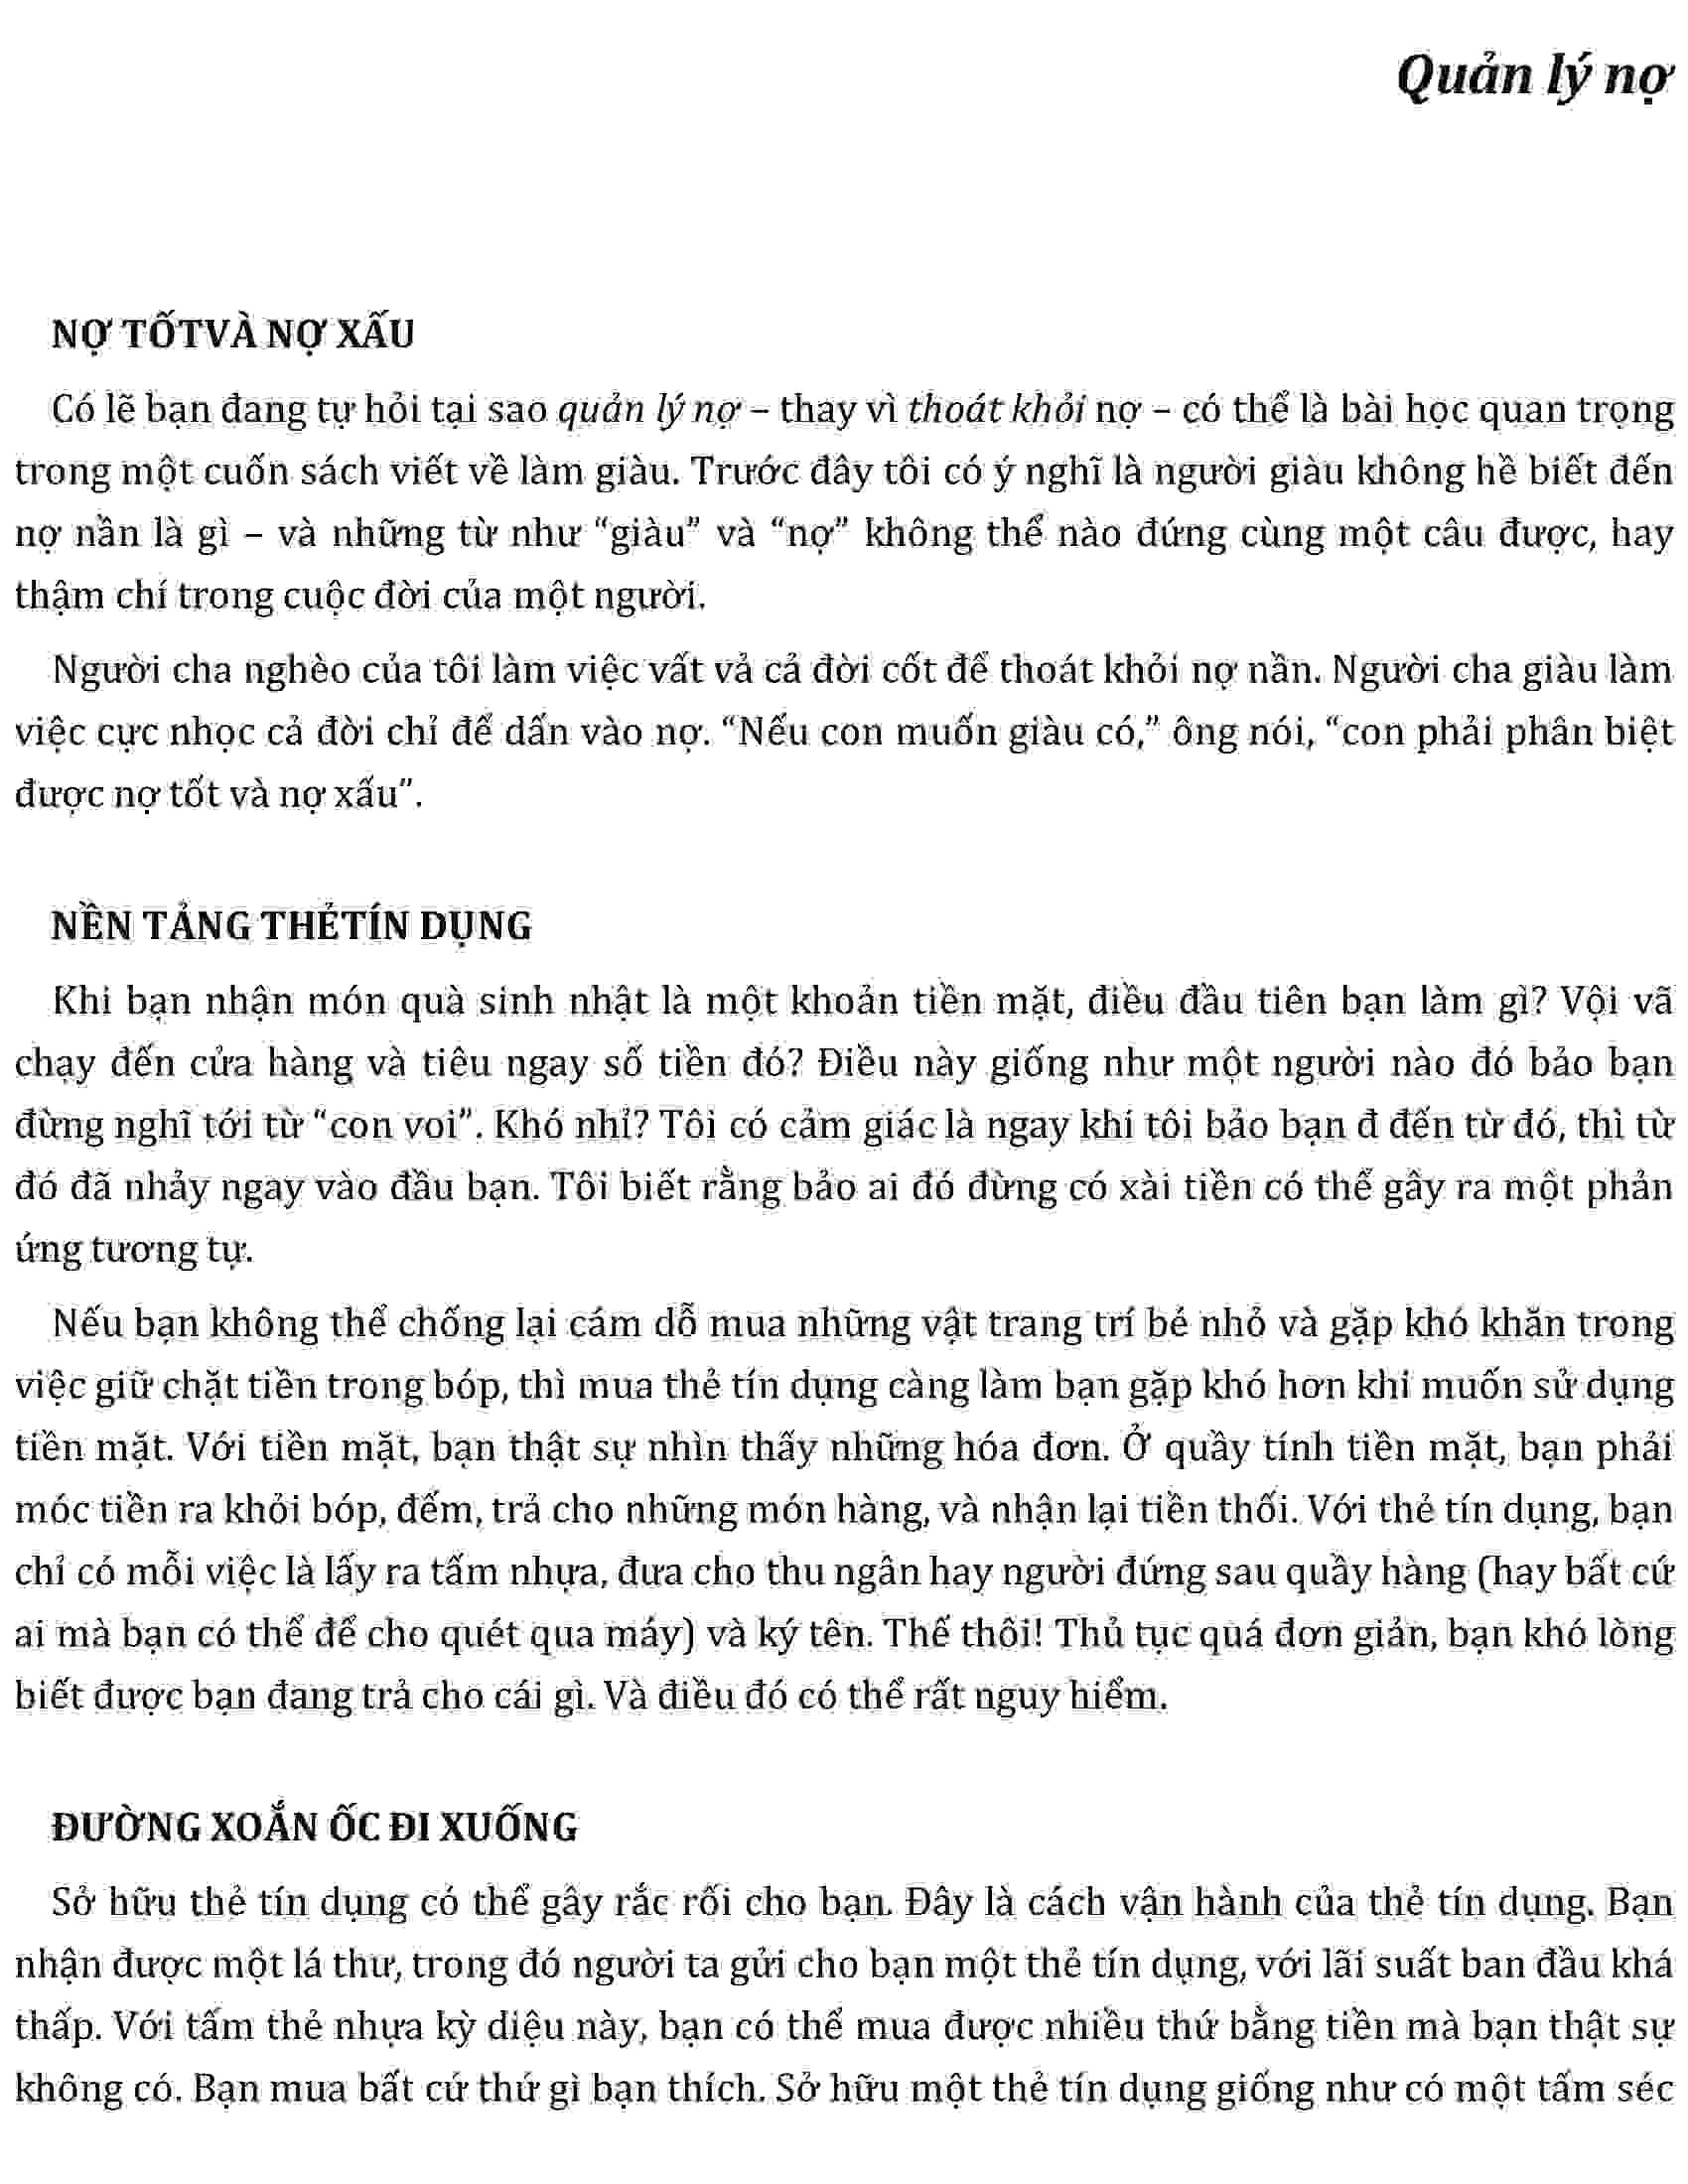 Quản lý nợ
NỢ TỐTVÀ NỢ XẤU
Có lẽ bạn đang tự hỏi tại sao quản lý nợ – thay vì thoát khỏi nợ – có thể là bài học quan trọng
trong một cuốn sách viết về làm giàu. Trước đây tôi có ý nghĩ là người giàu không hề biết đến
nợ nần là gì – và những từ như “giàu” và “nợ” không thể nào đứng cùng một câu được, hay
thậm chí trong cuộc đời của một người.
Người cha nghèo của tôi làm việc vất vả cả đời cốt để thoát khỏi nợ nần. Người cha giàu làm
việc cực nhọc cả đời chỉ để dấn vào nợ. “Nếu con muốn giàu có,” ông nói, “con phải phân biệt
được nợ tốt và nợ xấu”.
NỀN TẢNG THẺTÍN DỤNG
Khi bạn nhận món quà sinh nhật là một khoản tiền mặt, điều đầu tiên bạn làm gì? Vội vã
chạy đến cửa hàng và tiêu ngay số tiền đó? Điều này giống như một người nào đó bảo bạn
đừng nghĩ tới từ “con voi”. Khó nhỉ? Tôi có cảm giác là ngay khi tôi bảo bạn đ đến từ đó, thì từ
đó đã nhảy ngay vào đầu bạn. Tôi biết rằng bảo ai đó đừng có xài tiền có thể gây ra một phản
ứng tương tự.
Nếu bạn không thể chống lại cám dỗ mua những vật trang trí bé nhỏ và gặp khó khăn trong
việc giữ chặt tiền trong bóp, thì mua thẻ tín dụng càng làm bạn gặp khó hơn khi muốn sử dụng
tiền mặt. Với tiền mặt, bạn thật sự nhìn thấy những hóa đơn. Ở quầy tính tiền mặt, bạn phải
móc tiền ra khỏi bóp, đếm, trả cho những món hàng, và nhận lại tiền thối. Với thẻ tín dụng, bạn
chỉ có mỗi việc là lấy ra tấm nhựa, đưa cho thu ngân hay người đứng sau quầy hàng (hay bất cứ
ai mà bạn có thể để cho quét qua máy) và ký tên. Thế thôi! Thủ tục quá đơn giản, bạn khó lòng
biết được bạn đang trả cho cái gì. Và điều đó có thể rất nguy hiểm.
ĐƯỜNG XOẮN ỐC ĐI XUỐNG
Sở hữu thẻ tín dụng có thể gây rắc rối cho bạn. Đây là cách vận hành của thẻ tín dụng. Bạn
nhận được một lá thư, trong đó người ta gửi cho bạn một thẻ tín dụng, với lãi suất ban đầu khá
thấp. Với tấm thẻ nhựa kỳ diệu này, bạn có thể mua được nhiều thứ bằng tiền mà bạn thật sự
không có. Bạn mua bất cứ thứ gì bạn thích. Sở hữu một thẻ tín dụng giống như có một tấm séc